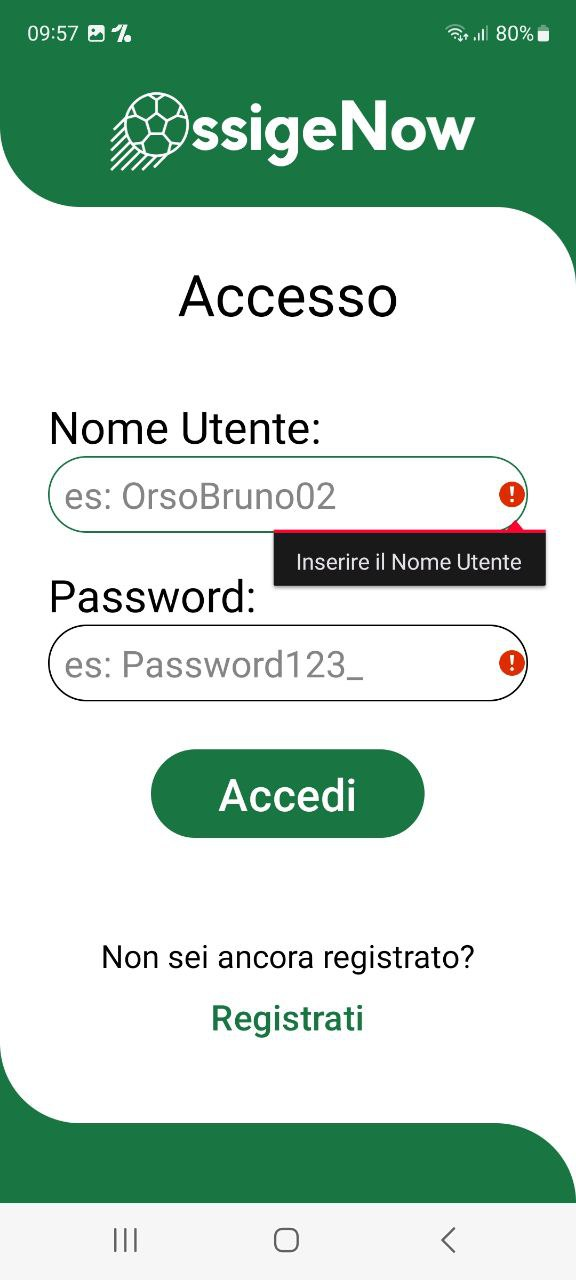 09:57 80%
OssigeNow
Accesso
Nome Utente:
es: OrsoBruno02
Inserire il Nome Utente
Password:
es: Password123_
Accedi
Non sei ancora registrato?
Registrati